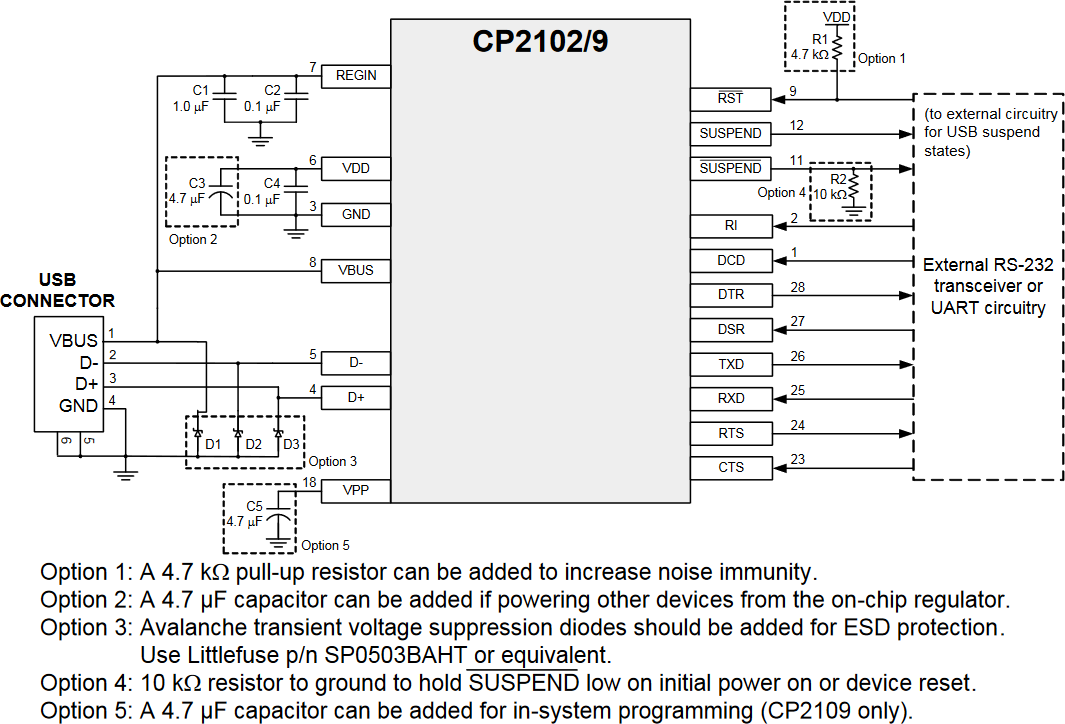 CP2102/9
VDD
R1
4.7 kΩ
Option 1
7
REGIN
C1
1.0 μF
C2
0.1 μF
9
RST
(to external circuitry
for USB suspend
states)
12
SUSPEND
6
VDD
11
SUSPEND
R2
10 kΩ
Option 4
C3
4.7 μF
C4
0.1 μF
3
GND
Option 2
2
RI
8
VBUS
1
DCD
External RS-232
transceiver or
UART circuitry
USB
CONNECTOR
28
DTR
27
DSR
VBUS
1
D-
2
D+
3
GND
4
6
5
5
D-
26
TXD
4
D+
25
RXD
D1
D2
D3
Option 3
24
RTS
23
CTS
18
VPP
C5
4.7 μF
Option 5
Option 1: A 4.7 kΩ pull-up resistor can be added to increase noise immunity.
Option 2: A 4.7 μF capacitor can be added if powering other devices from the on-chip regulator.
Option 3: Avalanche transient voltage suppression diodes should be added for ESD protection.
Use Littlefuse p/n SP0503BAHT or equivalent.
Option 4: 10 kΩ resistor to ground to hold SUSPEND low on initial power on or device reset.
Option 5: A 4.7 μF capacitor can be added for in-system programming (CP2109 only).